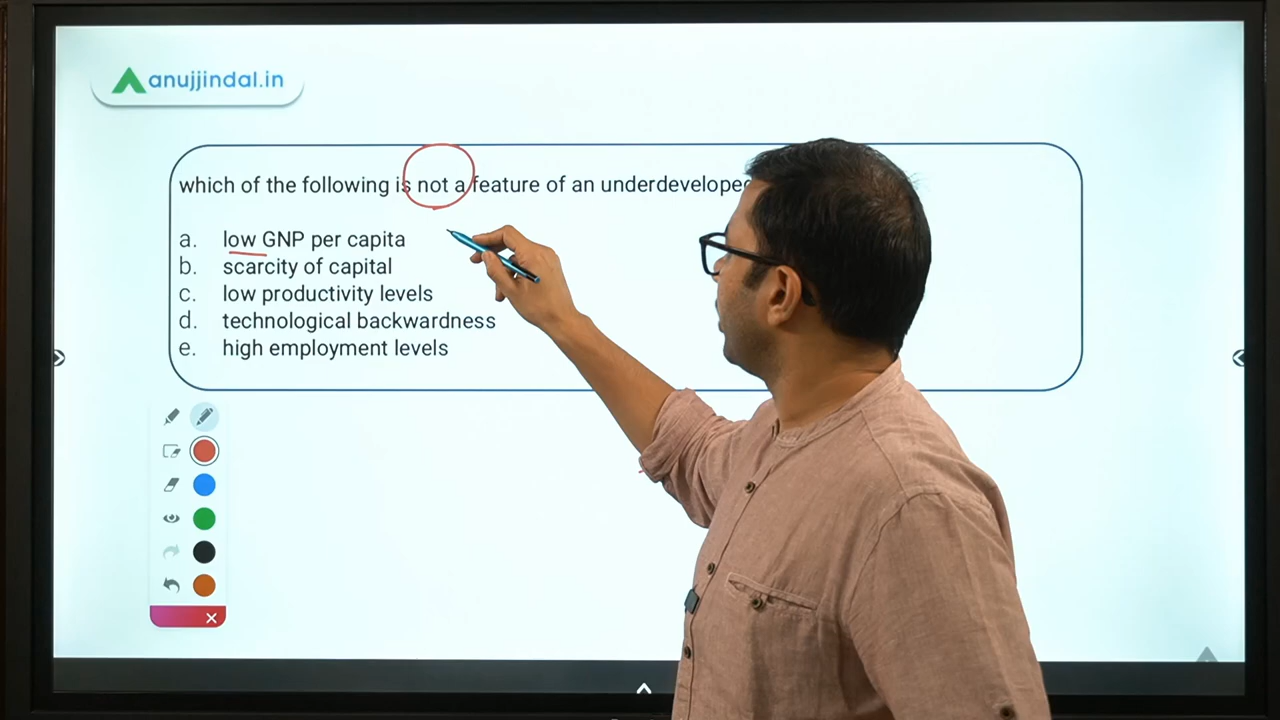 anujjindal.in
which of the following is not a feature of an
a. low GNP per capita
b. scarcity of capital
c. low productivity levels
d. technological backwardness
e. high employment levels